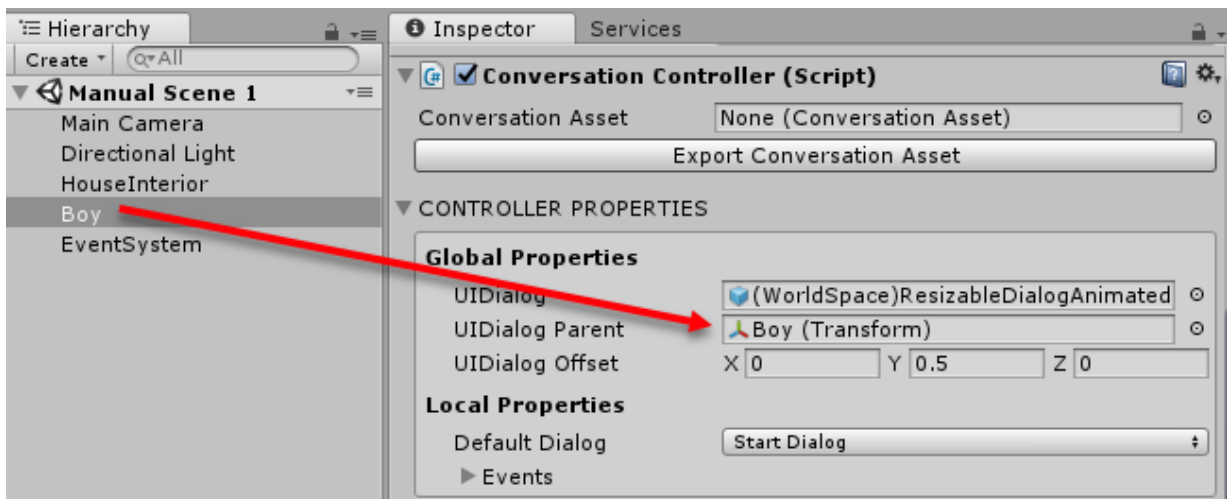 Hierarchy
Create
All
Manual Scene 1
Main Camera
Directional Light
HouseInterior
Boy
EventSystem
Inspector Services
Conversation Controller (Script)
Conversation Asset None (Conversation Asset)
Export Conversation Asset
CONTROLLER PROPERTIES
Global Properties
UIDialog (WorldSpace)ResizableDialogAnimated
UIDialog Parent Boy (Transform)
UIDialog Offset X 0 Y 0.5 Z 0
Local Properties
Default Dialog Start Dialog
Events